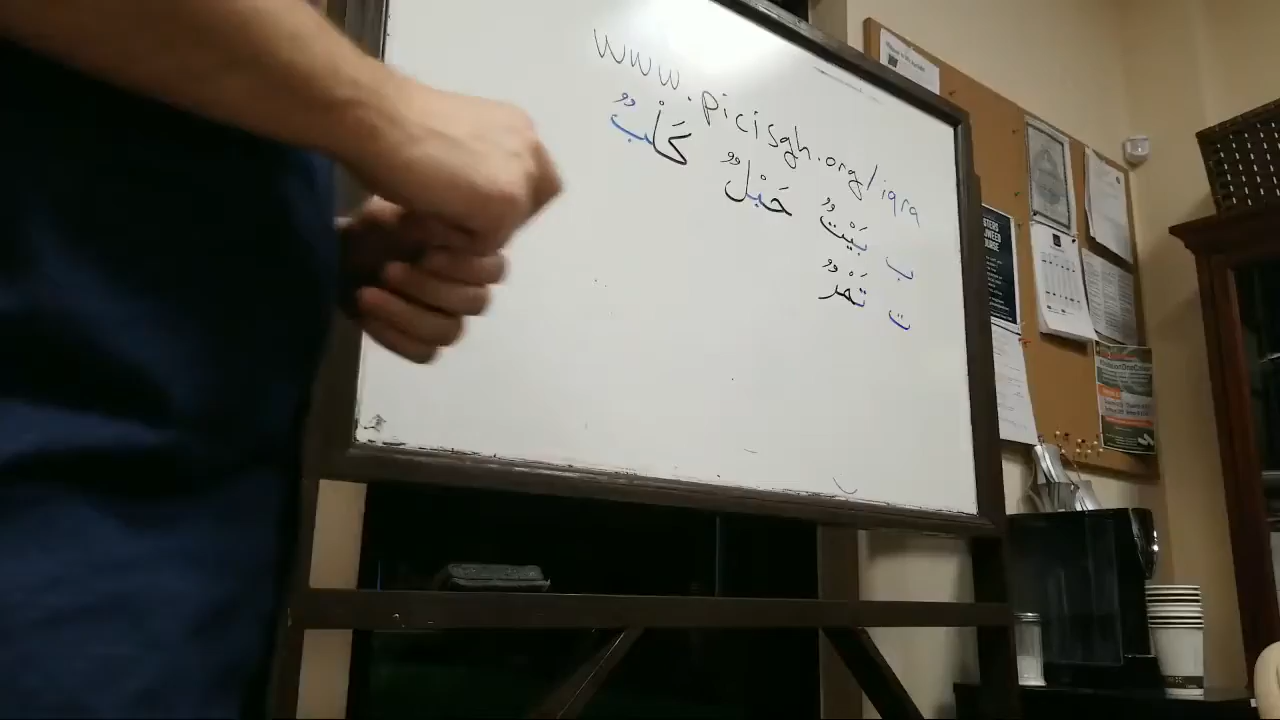 www.picisgh.org/iqra
ب بَيْتٌ حَبْلٌ كَلْبٌ
ت تَمْرٌ